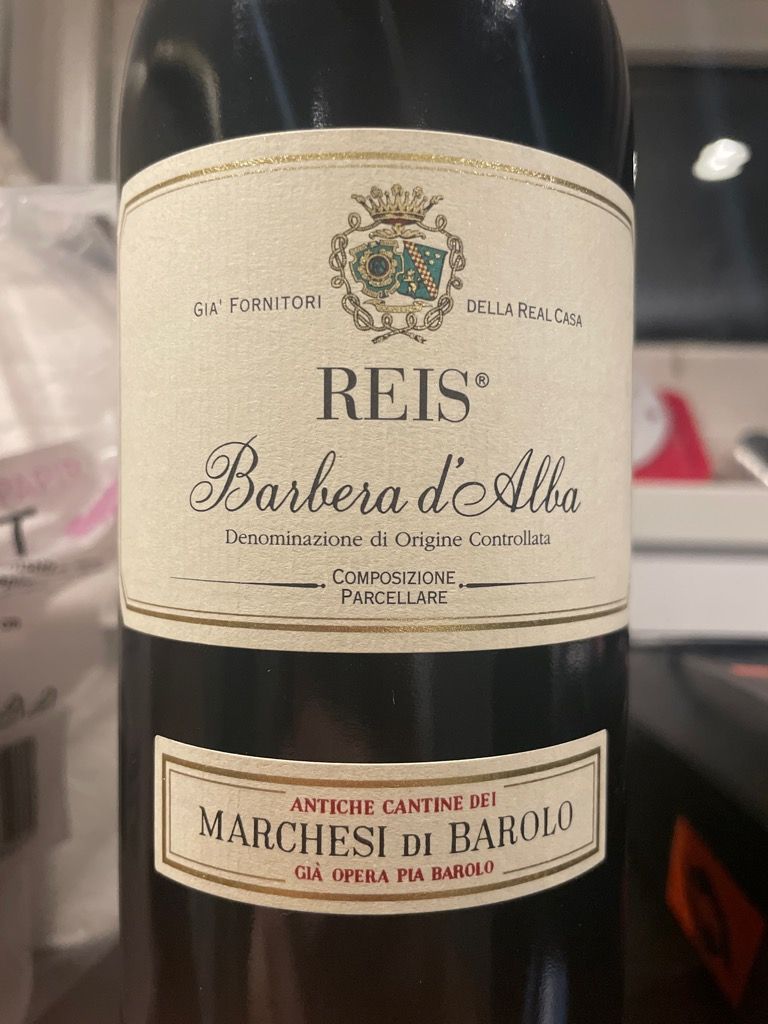 GIA' FORNITORI DELLA REAL CASA
REIS®
Barbera d'Alba
Denominazione di Origine Controllata
COMPOSIZIONE
PARCELLARE
ANTICHE CANTINE DEI
MARCHESI DI BAROLO
GIÀ OPERA PIA BAROLO
T